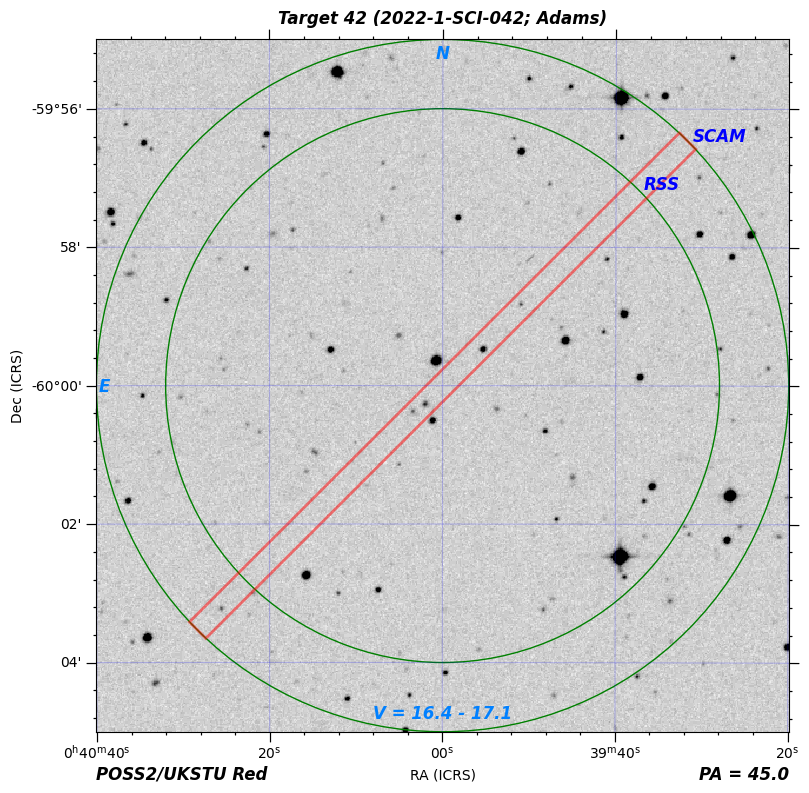 Target 42 (2022-1-SCI-042; Adams)
N
SCAM
RSS
E
V = 16.4 - 17.1
-59°56'
58'
-60°00'
02'
04'
Dec (ICRS)
0ʰ40ᵐ40ˢ
20ˢ
00ˢ
39ᵐ40ˢ
20ˢ
POSS2/UKSTU Red
RA (ICRS)
PA = 45.0